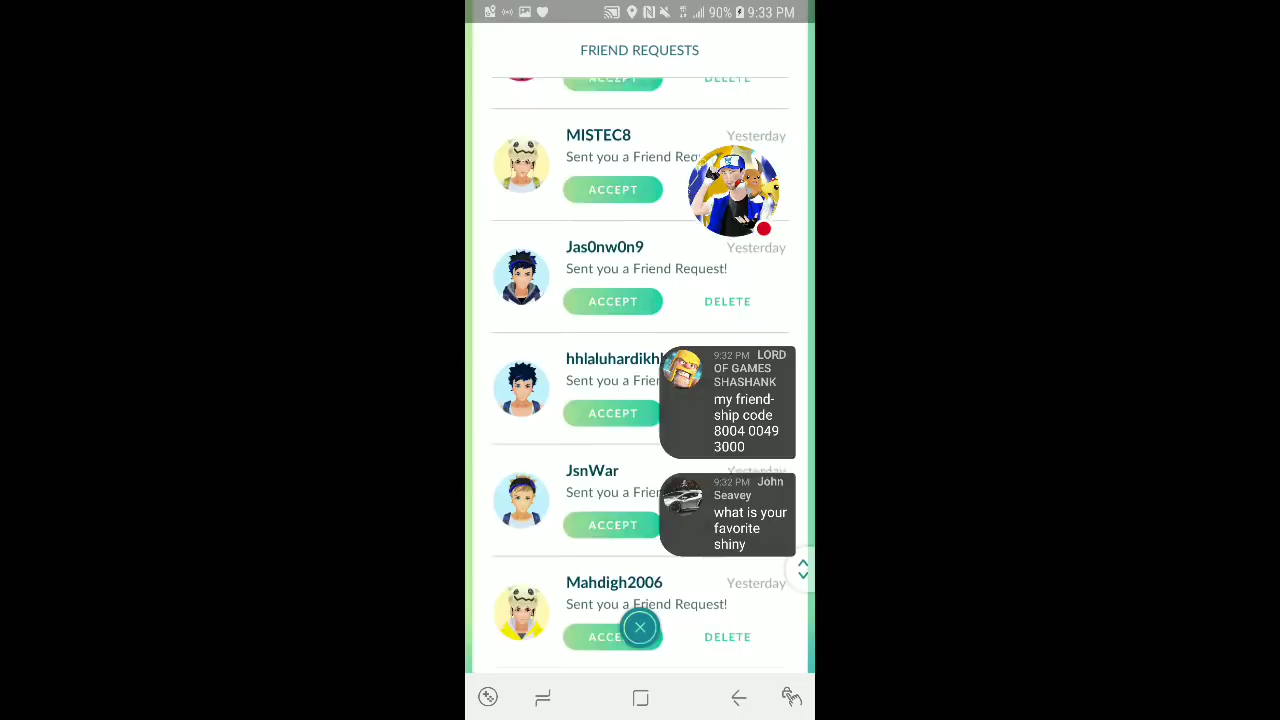 90% 9:33 PM
FRIEND REQUESTS
ACCEPT DELETE
MISTEC8 Yesterday
Sent you a Friend Req
ACCEPT
Jas0nw0n9 Yesterday
Sent you a Friend Request!
ACCEPT DELETE
hhlaluhardikh
Sent you a Frie
ACCEPT
9:32 PM LORD
OF GAMES
SHASHANK
my friend-
ship code
8004 0049
3000
JsnWar Yesterday
Sent you a Frie
ACCEPT
9:32 PM John
Seavey
what is your
favorite
shiny
Mahdigh2006 Yesterday
Sent you a Friend Request!
ACCE DELETE